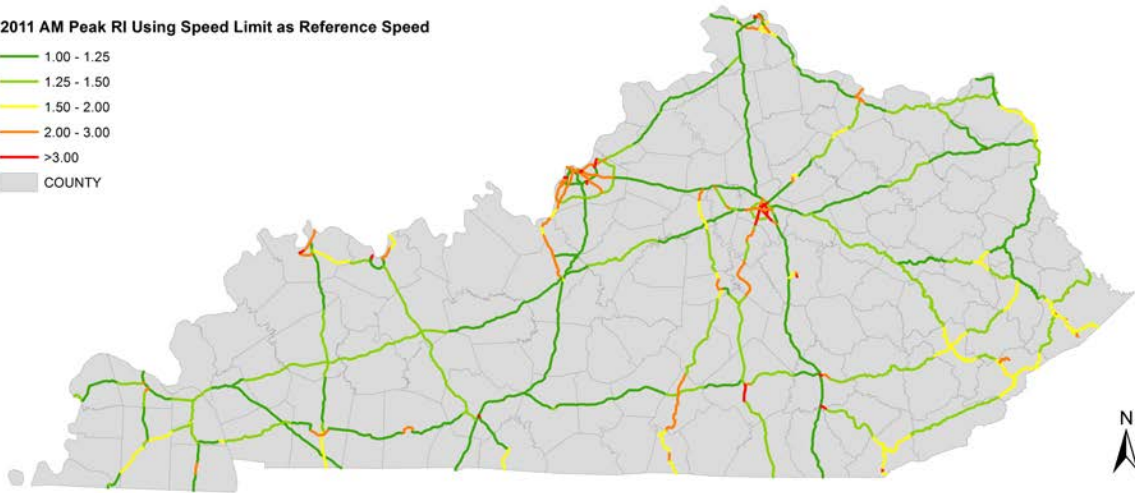 2011 AM Peak RI Using Speed Limit as Reference Speed
1.00 - 1.25
1.25 - 1.50
1.50 - 2.00
2.00 - 3.00
>3.00
COUNTY
N